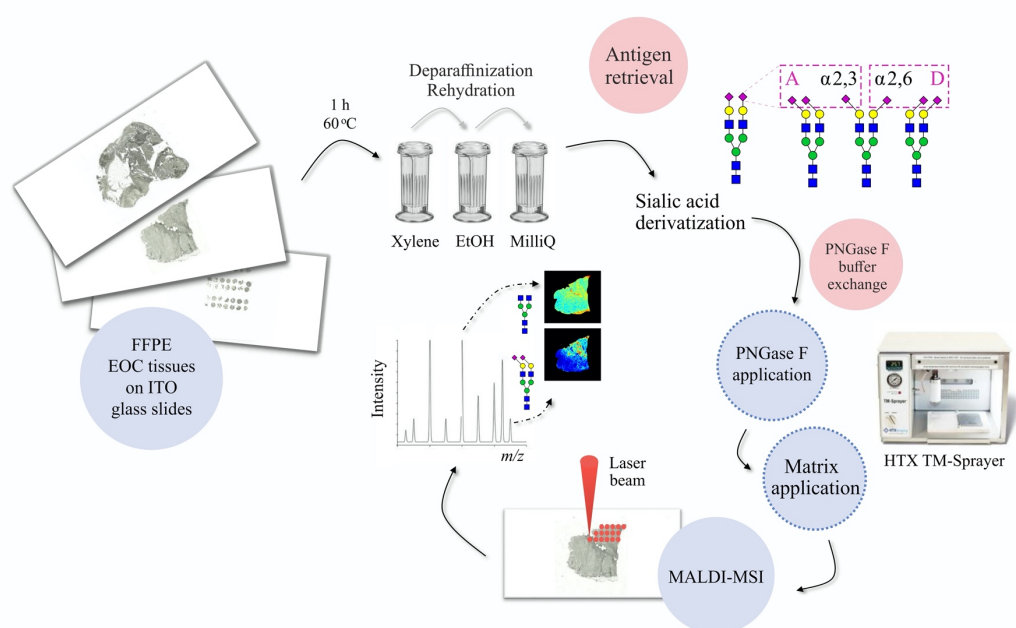 FFPE
EOC tissues
on ITO
glass slides
1 h
60 °C
Deparaffinization
Rehydration
Xylene
EtOH
MilliQ
Antigen
retrieval
Sialic acid
derivatization
A
α2,3
α2,6
D
PNGase F
buffer
exchange
PNGase F
application
TM-Sprayer
HTX TM-Sprayer
Matrix
application
MALDI-MSI
Laser
beam
Intensity
m/z